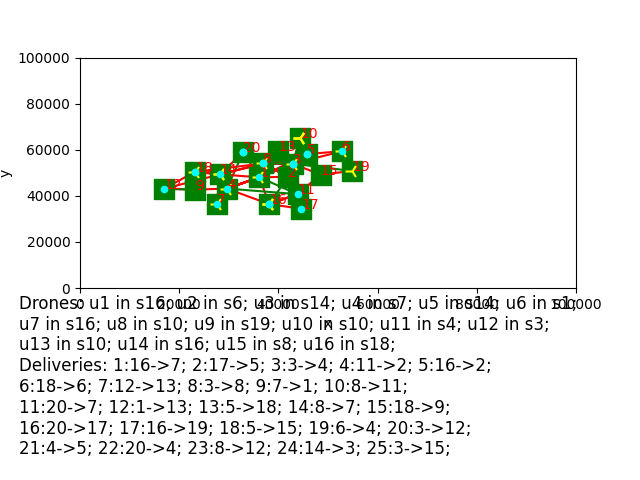 100000
80000
60000
40000
20000
0
y
0 20000 40000 60000 80000 100000
x
Drones: u1 in s16; u2 in s6; u3 in s14; u4 in s7; u5 in s14; u6 in s1;
u7 in s16; u8 in s10; u9 in s19; u10 in s10; u11 in s4; u12 in s3;
u13 in s10; u14 in s16; u15 in s8; u16 in s18;
Deliveries: 1:16->7; 2:17->5; 3:3->4; 4:11->2; 5:16->2;
6:18->6; 7:12->13; 8:3->8; 9:7->1; 10:8->11;
11:20->7; 12:1->13; 13:5->18; 14:8->7; 15:18->9;
16:20->17; 17:16->19; 18:5->15; 19:6->4; 20:3->12;
21:4->5; 22:20->4; 23:8->12; 24:14->3; 25:3->15;